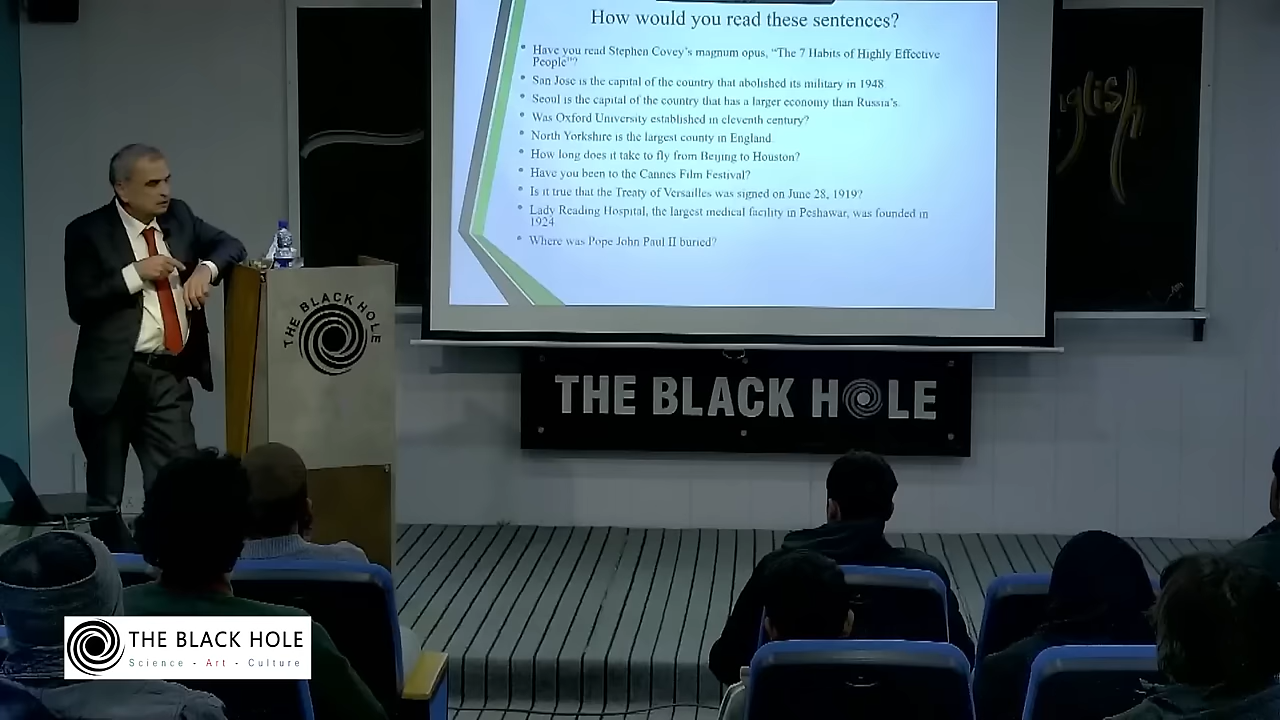 How would you read these sentences?
• Have you read Stephen Covey's magnum opus, “The 7 Habits of Highly Effective
People”?
• San Jose is the capital of the country that abolished its military in 1948
• Seoul is the capital of the country that has a larger economy than Russia's.
• Was Oxford University established in eleventh century?
• North Yorkshire is the largest county in England.
• How long does it take to fly from Beijing to Houston?
• Have you been to the Cannes Film Festival?
• Is it true that the Treaty of Versailles was signed on June 28, 1919?
• Lady Reading Hospital, the largest medical facility in Peshawar, was founded in
1924
• Where was Pope John Paul II buried?
glish
THE BLACK HOLE
THE BLACK HOLE
THE BLACK HOLE
Science - Art - Culture